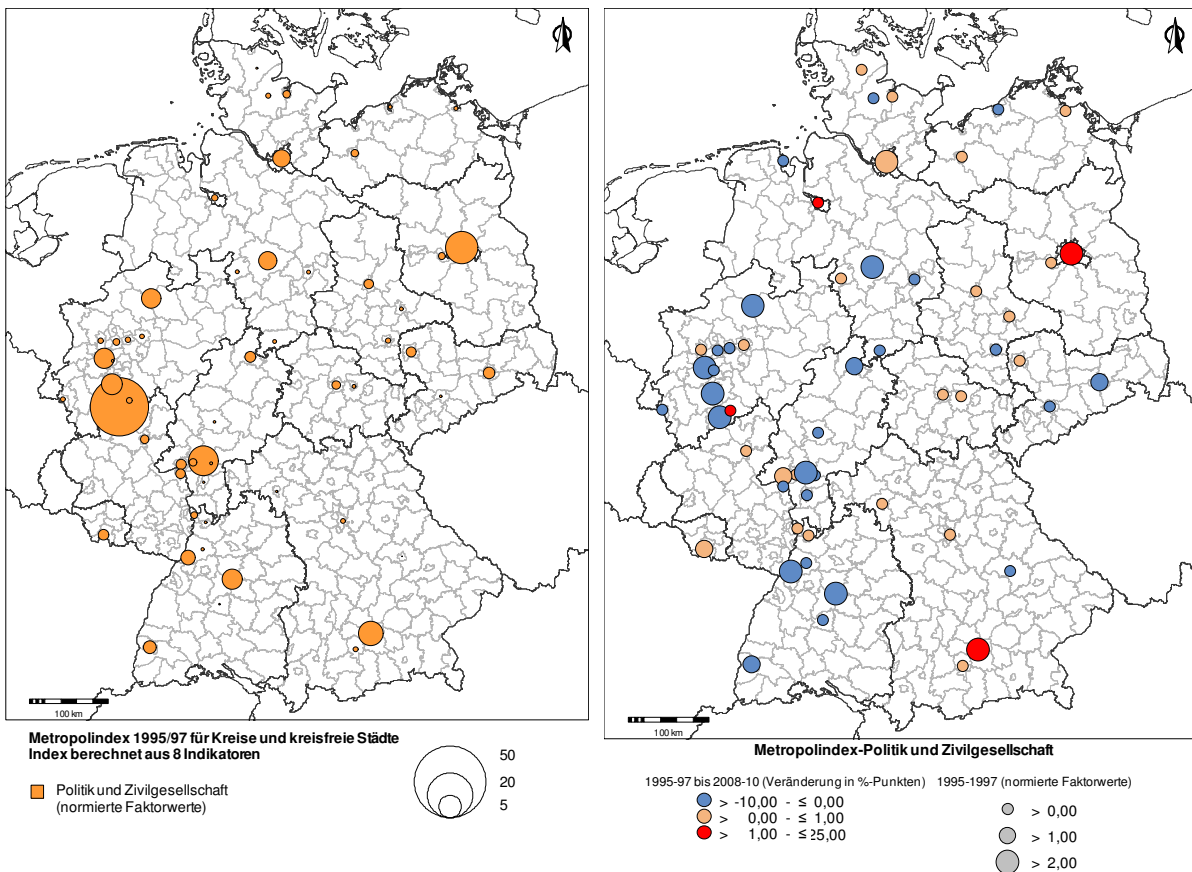 100 km
Metropolindex 1995/97 für Kreise und kreisfreie Städte
Index berechnet aus 8 Indikatoren
Politik und Zivilgesellschaft
(normierte Faktorwerte)
50
20
5
100 km
Metropolindex-Politik und Zivilgesellschaft
1995-97 bis 2008-10 (Veränderung in %-Punkten)
> -10,00 - ≤ 0,00
> 0,00 - ≤ 1,00
> 1,00 - ≤ 25,00
1995-1997 (normierte Faktorwerte)
> 0,00
> 1,00
> 2,00